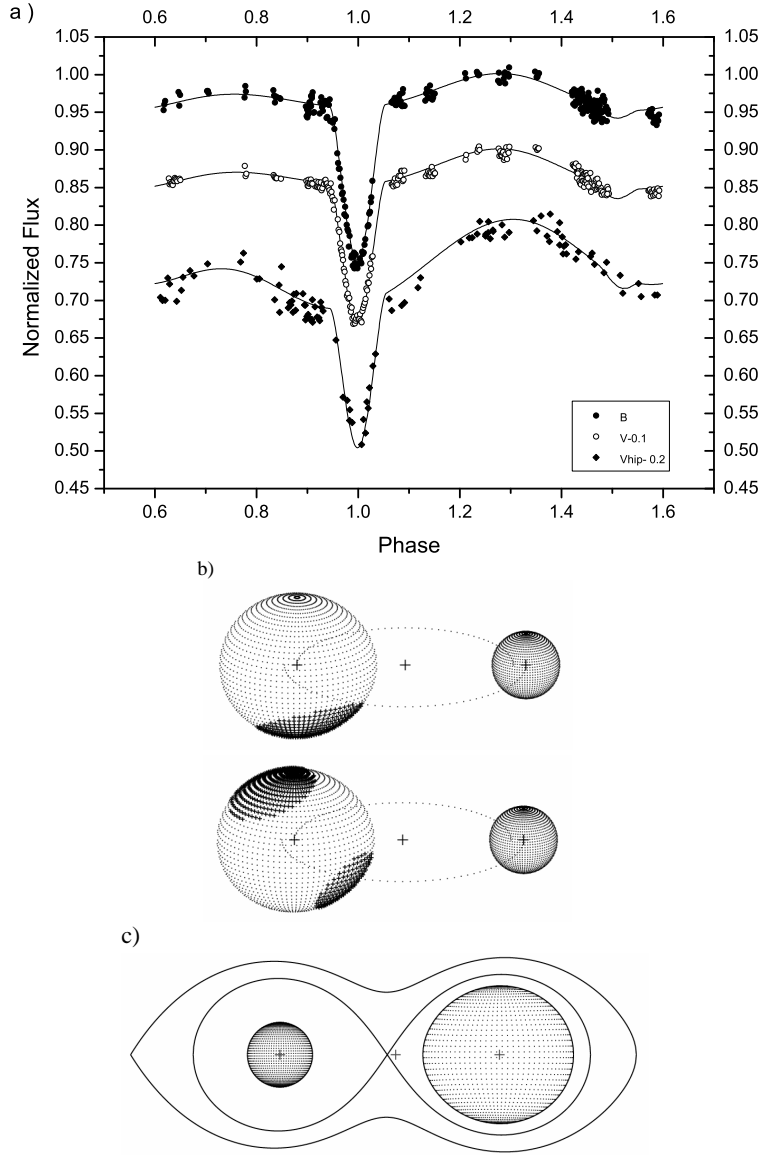 a )
0.6 0.8 1.0 1.2 1.4 1.6
1.05 1.05
1.00 1.00
0.95 0.95
0.90 0.90
0.85 0.85
0.80 0.80
0.75 0.75
0.70 0.70
0.65 0.65
0.60 0.60
0.55 0.55
0.50 0.50
0.45 0.45
Normalized Flux
B
V-0.1
Vhip- 0.2
0.6 0.8 1.0 1.2 1.4 1.6
Phase
b)
c)